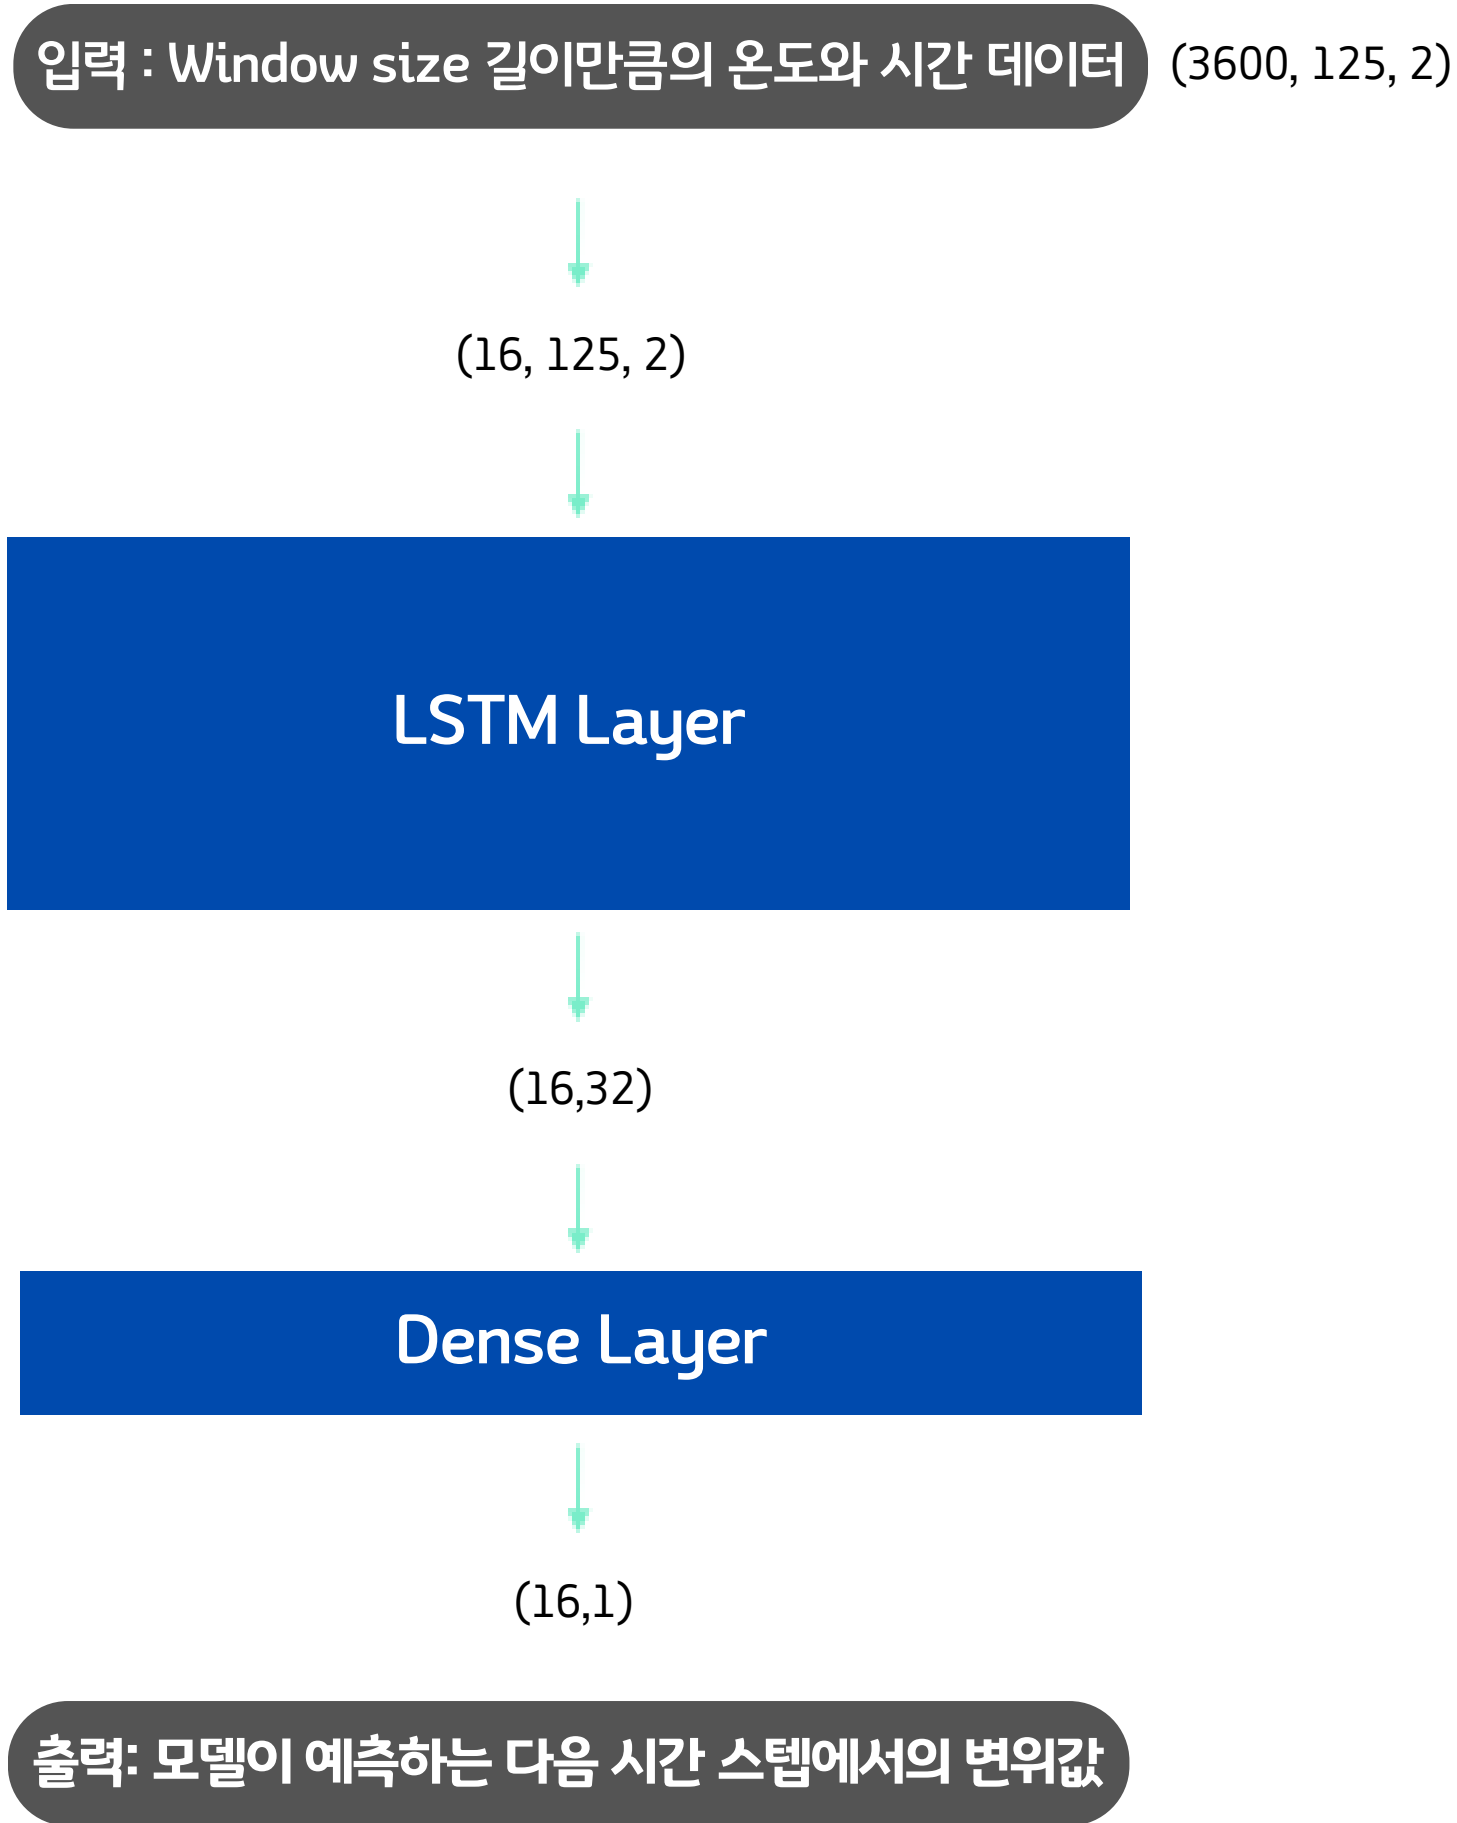 입력 : Window size 길이만큼의 온도와 시간 데이터 (3600, 125, 2)
(16, 125, 2)
LSTM Layer
(16,32)
Dense Layer
(16,1)
출력: 모델이 예측하는 다음 시간 스텝에서의 변위값